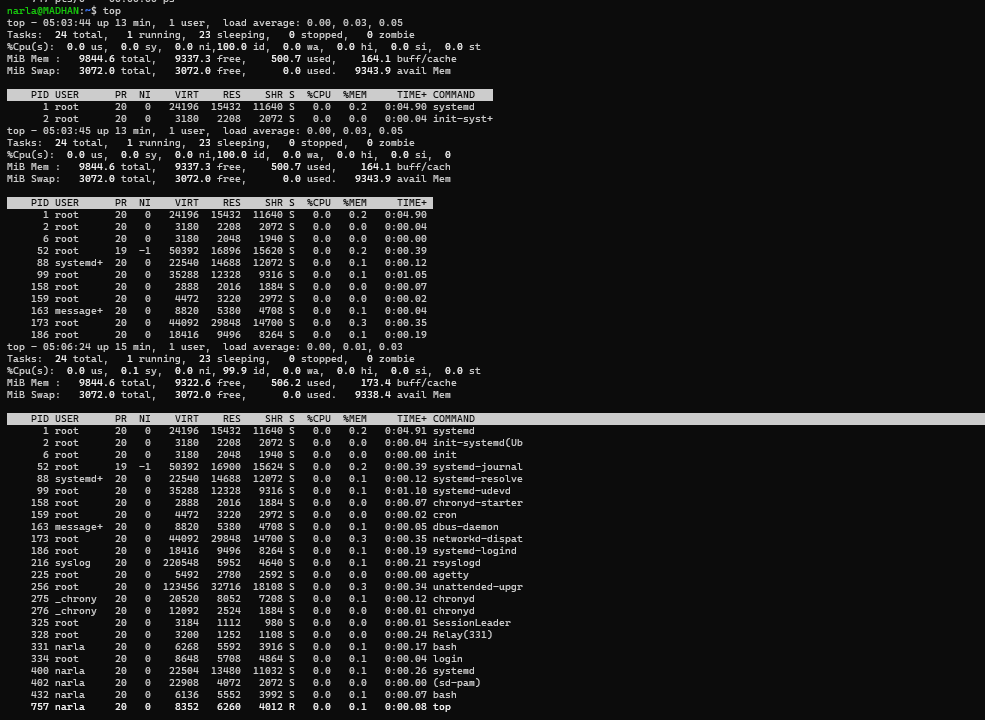 narla@MADHAN:~$ top
top - 05:03:44 up 13 min,  1 user,  load average: 0.00, 0.03, 0.05
Tasks:  24 total,   1 running,  23 sleeping,   0 stopped,   0 zombie
%Cpu(s):  0.0 us,  0.0 sy,  0.0 ni,100.0 id,  0.0 wa,  0.0 hi,  0.0 si,  0.0 st
MiB Mem :   9844.6 total,   9337.3 free,    500.7 used,    164.1 buff/cache
MiB Swap:   3072.0 total,   3072.0 free,      0.0 used.   9343.9 avail Mem
PID USER      PR  NI    VIRT    RES    SHR S  %CPU  %MEM     TIME+ COMMAND
1 root      20   0   24196  15432  11640 S   0.0   0.2   0:04.90 systemd
2 root      20   0    3180   2208   2072 S   0.0   0.0   0:00.04 init-syst+
top - 05:03:45 up 13 min,  1 user,  load average: 0.00, 0.03, 0.05
Tasks:  24 total,   1 running,  23 sleeping,   0 stopped,   0 zombie
%Cpu(s):  0.0 us,  0.0 sy,  0.0 ni,100.0 id,  0.0 wa,  0.0 hi,  0.0 si,  0
MiB Mem :   9844.6 total,   9337.3 free,    500.7 used,    164.1 buff/cach
MiB Swap:   3072.0 total,   3072.0 free,      0.0 used.   9343.9 avail Mem
PID USER      PR  NI    VIRT    RES    SHR S  %CPU  %MEM     TIME+
1 root      20   0   24196  15432  11640 S   0.0   0.2   0:04.90
2 root      20   0    3180   2208   2072 S   0.0   0.0   0:00.04
6 root      20   0    3180   2048   1940 S   0.0   0.0   0:00.00
52 root      19  -1   50392  16896  15620 S   0.0   0.2   0:00.39
88 systemd+  20   0   22540  14688  12072 S   0.0   0.1   0:00.12
99 root      20   0   35288  12328   9316 S   0.0   0.1   0:01.05
158 root      20   0    2888   2016   1884 S   0.0   0.0   0:00.07
159 root      20   0    4472   3220   2972 S   0.0   0.0   0:00.02
163 message+  20   0    8820   5380   4708 S   0.0   0.1   0:00.04
173 root      20   0   44092  29848  14700 S   0.0   0.3   0:00.35
186 root      20   0   18416   9496   8264 S   0.0   0.1   0:00.19
top - 05:06:24 up 15 min,  1 user,  load average: 0.00, 0.01, 0.03
Tasks:  24 total,   1 running,  23 sleeping,   0 stopped,   0 zombie
%Cpu(s):  0.0 us,  0.1 sy,  0.0 ni, 99.9 id,  0.0 wa,  0.0 hi,  0.0 si,  0.0 st
MiB Mem :   9844.6 total,   9322.6 free,    506.2 used,    173.4 buff/cache
MiB Swap:   3072.0 total,   3072.0 free,      0.0 used.   9338.4 avail Mem
PID USER      PR  NI    VIRT    RES    SHR S  %CPU  %MEM     TIME+ COMMAND
1 root      20   0   24196  15432  11640 S   0.0   0.2   0:04.91 systemd
2 root      20   0    3180   2208   2072 S   0.0   0.0   0:00.04 init-systemd(Ub
6 root      20   0    3180   2048   1940 S   0.0   0.0   0:00.00 init
52 root      19  -1   50392  16900  15624 S   0.0   0.2   0:00.39 systemd-journal
88 systemd+  20   0   22540  14688  12072 S   0.0   0.1   0:00.12 systemd-resolve
99 root      20   0   35288  12328   9316 S   0.0   0.1   0:01.10 systemd-udevd
158 root      20   0    2888   2016   1884 S   0.0   0.0   0:00.07 chronyd-starter
159 root      20   0    4472   3220   2972 S   0.0   0.0   0:00.02 cron
163 message+  20   0    8820   5380   4708 S   0.0   0.1   0:00.05 dbus-daemon
173 root      20   0   44092  29848  14700 S   0.0   0.3   0:00.35 networkd-dispat
186 root      20   0   18416   9496   8264 S   0.0   0.1   0:00.19 systemd-logind
216 syslog    20   0  220548   5952   4640 S   0.0   0.1   0:00.21 rsyslogd
225 root      20   0    5492   2780   2592 S   0.0   0.0   0:00.00 agetty
256 root      20   0  123456  32716  18108 S   0.0   0.3   0:00.34 unattended-upgr
275 _chrony   20   0   20520   8052   7208 S   0.0   0.1   0:00.12 chronyd
276 _chrony   20   0   12092   2524   1884 S   0.0   0.0   0:00.01 chronyd
325 root      20   0    3184   1112    980 S   0.0   0.0   0:00.01 SessionLeader
328 root      20   0    3200   1252   1108 S   0.0   0.0   0:00.24 Relay(331)
331 narla     20   0    6268   5592   3916 S   0.0   0.1   0:00.17 bash
334 root      20   0    8648   5708   4864 S   0.0   0.1   0:00.04 login
400 narla     20   0   22504  13480  11032 S   0.0   0.1   0:00.26 systemd
402 narla     20   0   22908   4072   2072 S   0.0   0.0   0:00.00 (sd-pam)
432 narla     20   0    6136   5552   3992 S   0.0   0.1   0:00.07 bash
757 narla     20   0    8352   6260   4012 R   0.0   0.1   0:00.08 top